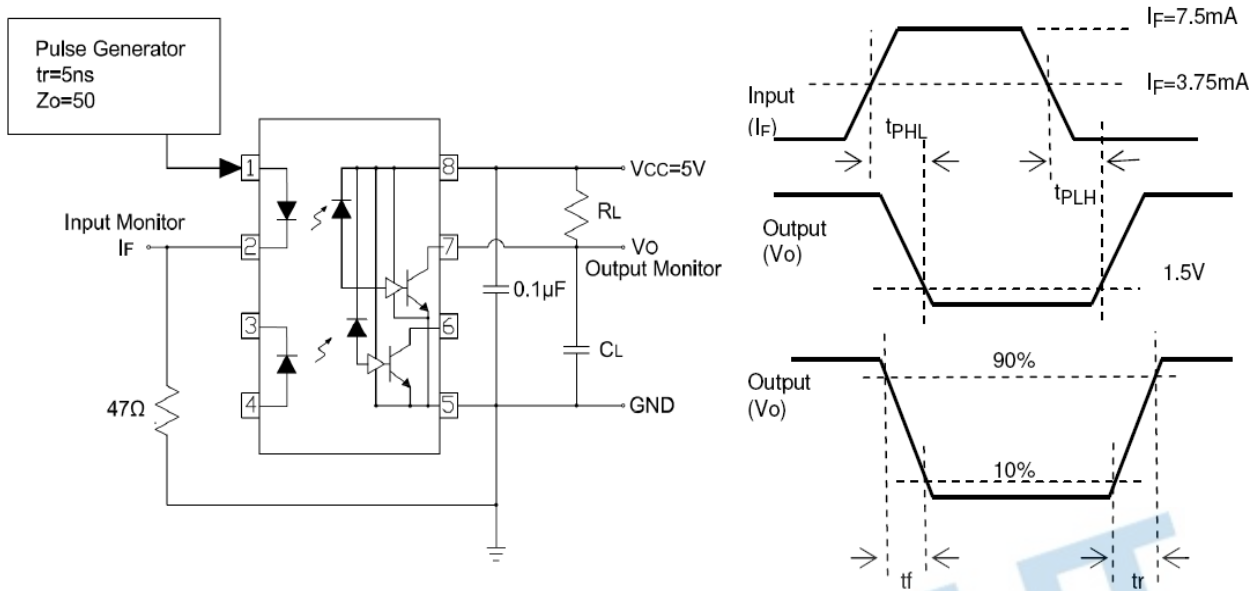 Pulse Generator
tr=5ns
Zo=50
1
2
3
4
8
7
6
5
Input Monitor
IF
47Ω
VCC=5V
RL
VO
Output Monitor
0.1µF
CL
GND
IF=7.5mA
IF=3.75mA
Input
(IF)
tPHL
tPLH
Output
(Vo)
1.5V
Output
(Vo)
90%
10%
tf
tr